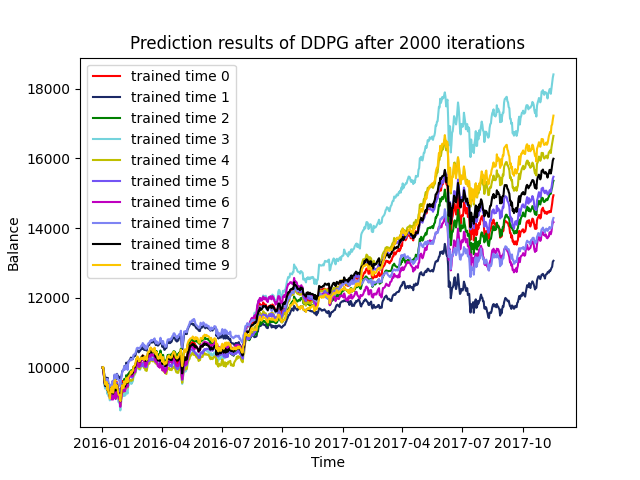 Prediction results of DDPG after 2000 iterations
18000
16000
14000
12000
10000
Balance
trained time 0
trained time 1
trained time 2
trained time 3
trained time 4
trained time 5
trained time 6
trained time 7
trained time 8
trained time 9
2016-01 2016-04 2016-07 2016-10 2017-01 2017-04 2017-07 2017-10
Time